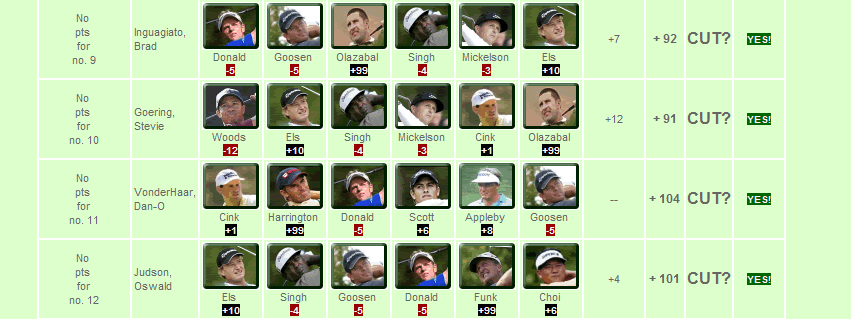 No pts for no. 9
Inguagiato, Brad
Donald Goosen Olazabal Singh Mickelson Els
-5 -5 +99 -4 -3 +10
+7 + 92 CUT? YES!
No pts for no. 10
Goering, Stevie
Woods Els Singh Mickelson Cink Olazabal
-12 +10 -4 -3 +1 +99
+12 + 91 CUT? YES!
No pts for no. 11
VonderHaar, Dan-O
Cink Harrington Donald Scott Appleby Goosen
+1 +99 -5 +6 +8 -5
-- + 104 CUT? YES!
No pts for no. 12
Judson, Oswald
Els Singh Goosen Donald Funk Choi
+10 -4 -5 -5 +99 +6
+4 + 101 CUT? YES!